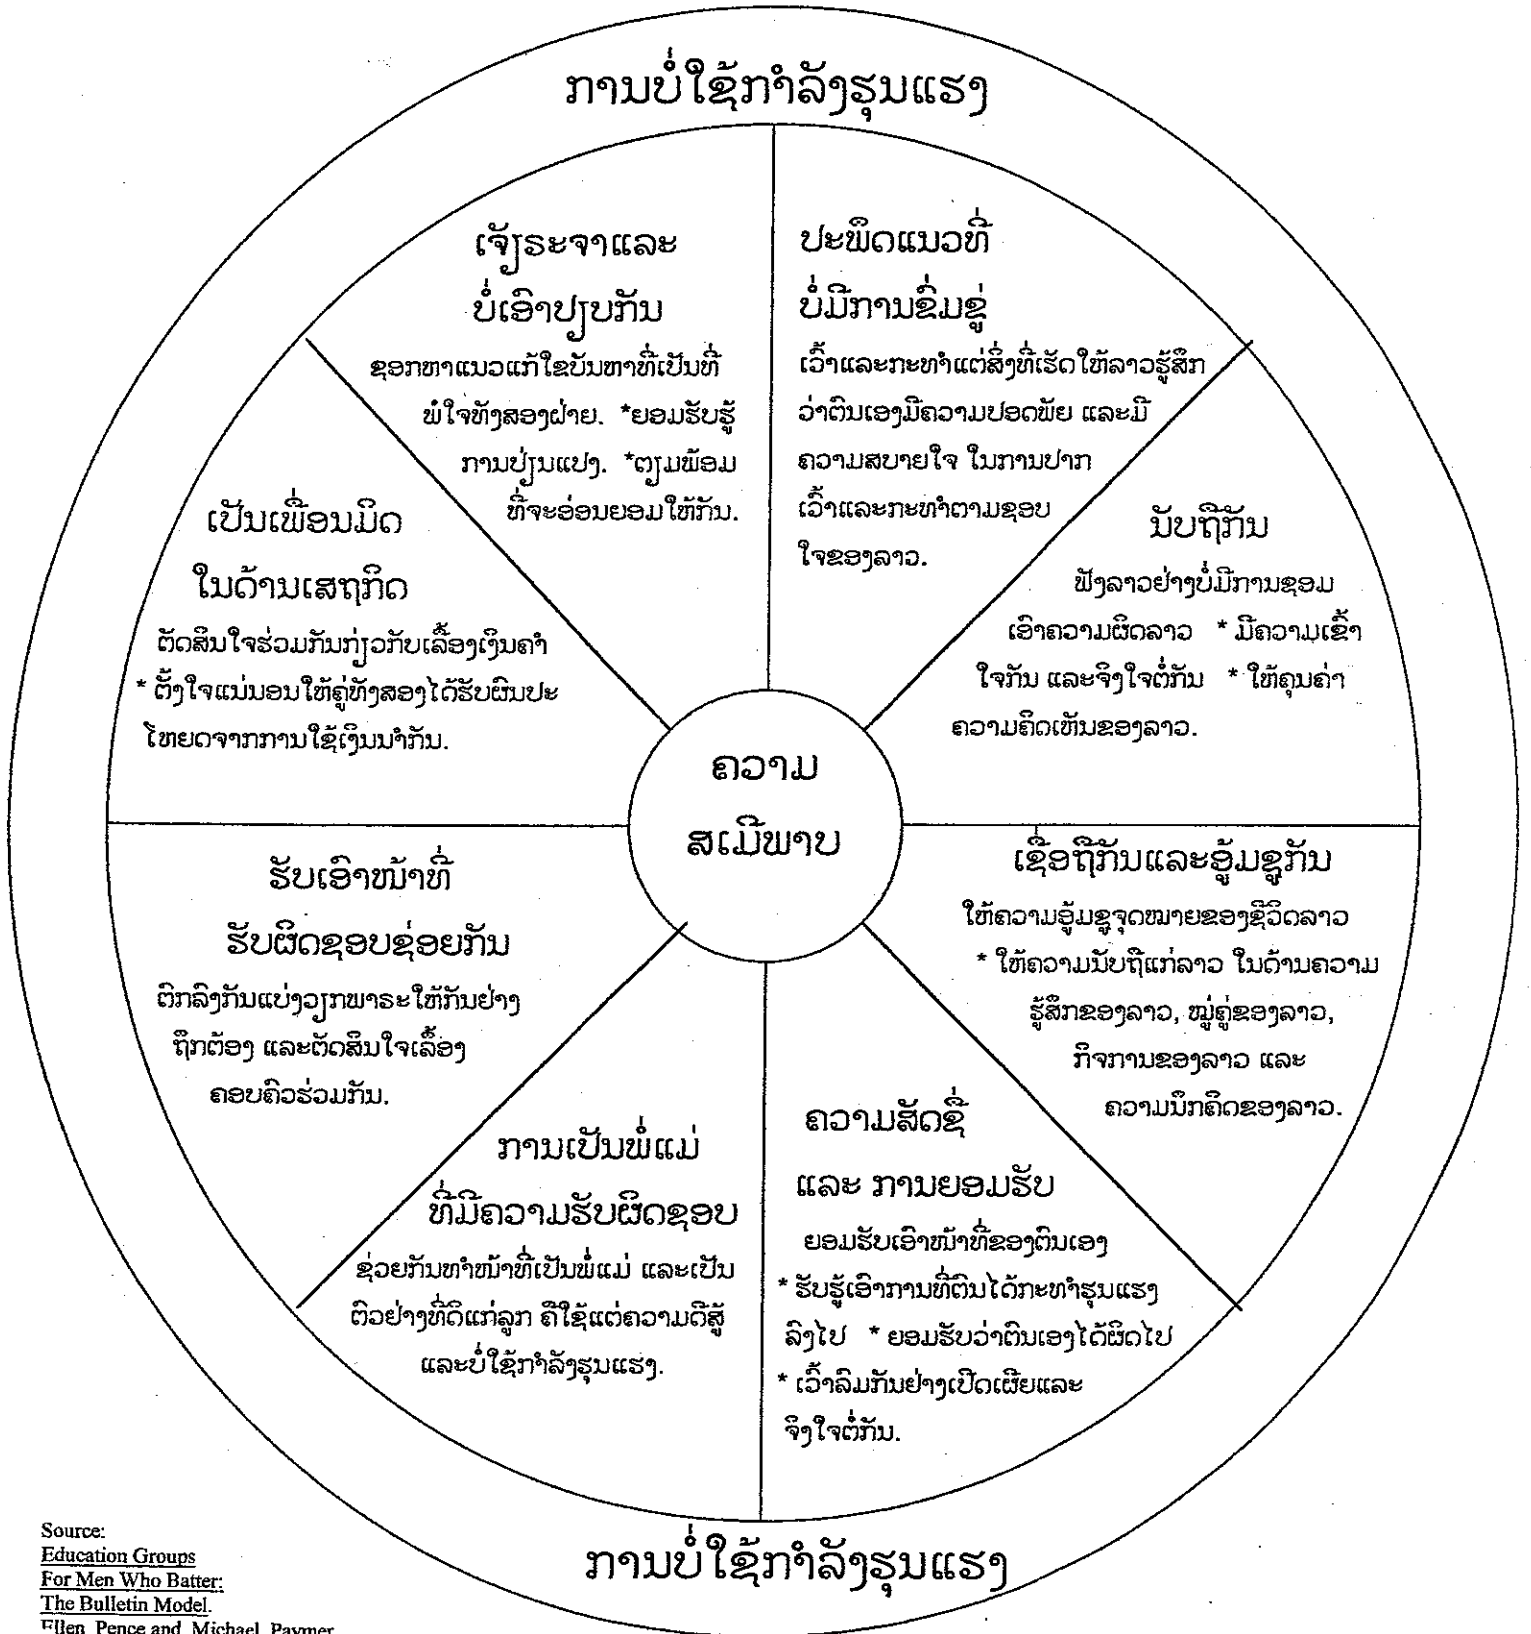 ການບໍ່ໃຊ້ກຳລັງຮຸນແຮງ
ເຈັຽຣະຈາແລະ
ບໍ່ເອົາປຽບກັນ
ຊອກຫາແນວແກ້ໃຂບັນຫາທີ່ເປັນທີ່
ພໍໃຈທັງສອງຝ່າຍ. *ຍອມຮັບຮູ້
ການປ່ຽນແປງ. *ຕຽມພ້ອມ
ທີ່ຈະອ່ອນຍອມໃຫ້ກັນ.
ປະພຶດແນວທີ່
ບໍ່ມີການຂົ່ມຂູ່
ເວົ້າແລະກະທຳແຕ່ສິ່ງທີ່ເຮັດໃຫ້ລາວຮູ້ສຶກ
ວ່າຕົນເອງມີຄວາມປອດພັຍ ແລະມີ
ຄວາມສບາຍໃຈ ໃນການປາກ
ເວົ້າແລະກະທຳຕາມຊອບ
ໃຈຂອງລາວ.
ນັບຖືກັນ
ຟັງລາວຢ່າງບໍ່ມີການຊອມ
ເອົາຄວາມຜິດລາວ * ມີຄວາມເຂົ້າ
ໃຈກັນ ແລະຈິງໃຈຕໍ່ກັນ * ໃຫ້ຄຸນຄ່າ
ຄວາມຄິດເຫັນຂອງລາວ.
ເຊື່ອຖືກັນແລະອູ້ມຊູກັນ
ໃຫ້ຄວາມອູ້ມຊູຈຸດໝາຍຂອງຊີວິດລາວ
* ໃຫ້ຄວາມນັບຖືແກ່ລາວ ໃນດ້ານຄວາມ
ຮູ້ສຶກຂອງລາວ, ໝູ່ຄູ່ຂອງລາວ,
ກິຈການຂອງລາວ ແລະ
ຄວາມນຶກຄິດຂອງລາວ.
ຄວາມສັດຊື່
ແລະ ການຍອມຮັບ
ຍອມຮັບເອົາໜ້າທີ່ຂອງຕົນເອງ
* ຮັບຮູ້ເອົາການທີ່ຕົນໄດ້ກະທຳຮຸນແຮງ
ລົງໄປ * ຍອມຮັບວ່າຕົນເອງໄດ້ຜິດໄປ
* ເວົ້າລົມກັນຢ່າງເປີດເຜີຍແລະ
ຈິງໃຈຕໍ່ກັນ.
ການເປັນພໍ່ແມ່
ທີ່ມີຄວາມຮັບຜິດຊອບ
ຊ່ວຍກັນທຳໜ້າທີ່ເປັນພໍ່ແມ່ ແລະເປັນ
ຕົວຢ່າງທີ່ດີແກ່ລູກ ຄືໃຊ້ແຕ່ຄວາມດີສູ້
ແລະບໍ່ໃຊ້ກຳລັງຮຸນແຮງ.
ຮັບເອົາໜ້າທີ່
ຮັບຜິດຊອບຊ່ອຍກັນ
ຕົກລົງກັນແບ່ງວຽກພາຣະໃຫ້ກັນຢ່າງ
ຖຶກຕ້ອງ ແລະຕັດສິນໃຈເລື້ອງ
ຄອບຄົວຮ່ວມກັນ.
ເປັນເພື່ອນມິດ
ໃນດ້ານເສຖກິດ
ຕັດສິນໃຈຮ່ວມກັນກ່ຽວກັບເລື້ອງເງິນຄຳ
* ຕັ້ງໃຈແນ່ນອນໃຫ້ຄູ່ທັງສອງໄດ້ຮັບຜົນປະ
ໂຫຍດຈາກການໃຊ້ເງິນນຳກັນ.
ຄວາມ
ສເມີພາບ
ການບໍ່ໃຊ້ກຳລັງຮຸນແຮງ
Source:
Education Groups
For Men Who Batter:
The Bulletin Model.
Ellen Pence and Michael Paymer